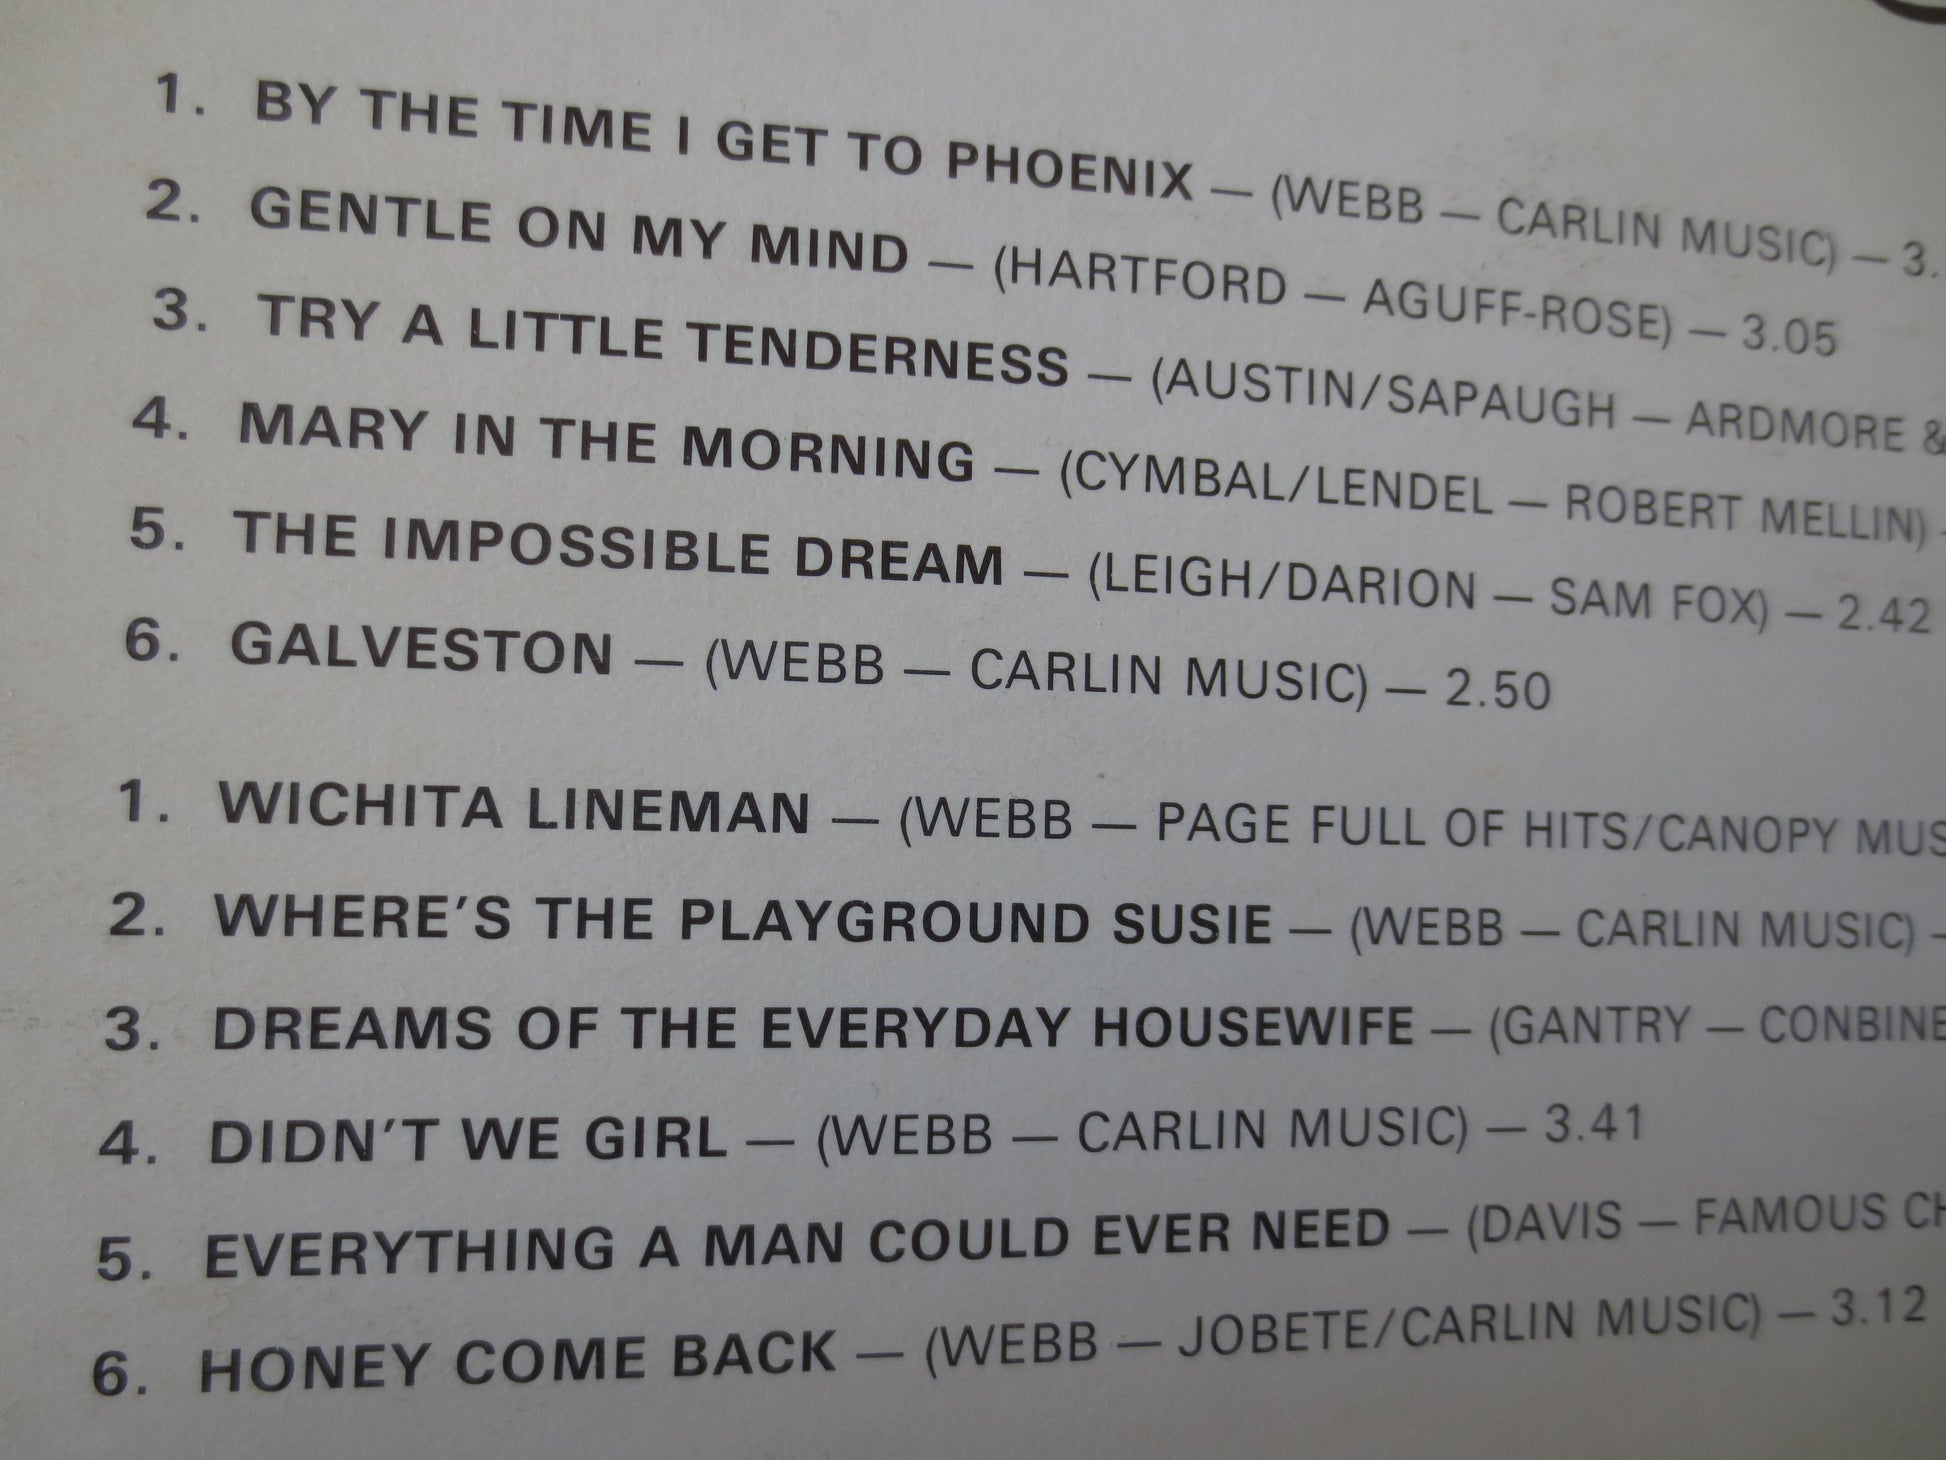 1. BY THE TIME I GET TO PHOENIX — (WEBB — CARLIN MUSIC) — 3.
2. GENTLE ON MY MIND — (HARTFORD — AGUFF-ROSE) — 3.05
3. TRY A LITTLE TENDERNESS — (AUSTIN/SAPAUGH — ARDMORE &
4. MARY IN THE MORNING — (CYMBAL/LENDEL — ROBERT MELLIN) -
5. THE IMPOSSIBLE DREAM — (LEIGH/DARION — SAM FOX) — 2.42
6. GALVESTON — (WEBB — CARLIN MUSIC) — 2.50
1. WICHITA LINEMAN — (WEBB — PAGE FULL OF HITS/CANOPY MUS
2. WHERE'S THE PLAYGROUND SUSIE — (WEBB — CARLIN MUSIC) -
3. DREAMS OF THE EVERYDAY HOUSEWIFE — (GANTRY — CONBINE
4. DIDN'T WE GIRL — (WEBB — CARLIN MUSIC) — 3.41
5. EVERYTHING A MAN COULD EVER NEED — (DAVIS — FAMOUS CH
6. HONEY COME BACK — (WEBB — JOBETE/CARLIN MUSIC) — 3.12